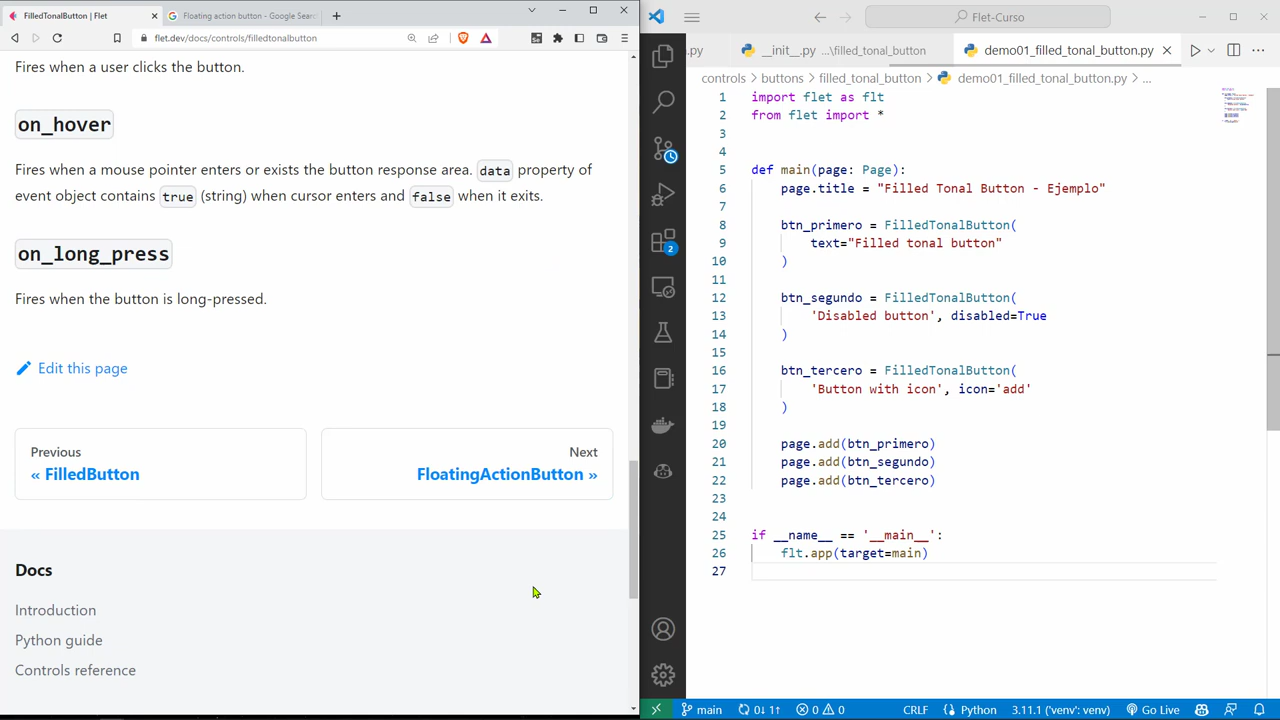 FilledTonalButton | Flet
Floating action button - Google Searc
flet.dev/docs/controls/filledtonalbutton
Fires when a user clicks the button.
on_hover
Fires when a mouse pointer enters or exists the button response area. data property of
event object contains true (string) when cursor enters and false when it exits.
on_long_press
Fires when the button is long-pressed.
Edit this page
Previous
« FilledButton
Next
FloatingActionButton »
Docs
Introduction
Python guide
Controls reference
Flet-Curso
.py
__init__.py ...\filled_tonal_button
demo01_filled_tonal_button.py
controls > buttons > filled_tonal_button > demo01_filled_tonal_button.py > ...
1 import flet as flt
2 from flet import *
3
4
5 def main(page: Page):
6 page.title = "Filled Tonal Button - Ejemplo"
7
8 btn_primero = FilledTonalButton(
9 text="Filled tonal button"
10 )
11
12 btn_segundo = FilledTonalButton(
13 'Disabled button', disabled=True
14 )
15
16 btn_tercero = FilledTonalButton(
17 'Button with icon', icon='add'
18 )
19
20 page.add(btn_primero)
21 page.add(btn_segundo)
22 page.add(btn_tercero)
23
24
25 if __name__ == '__main__':
26 flt.app(target=main)
27
2
main 0↓ 1↑ 0 0 CRLF Python 3.11.1 ('venv': venv) Go Live